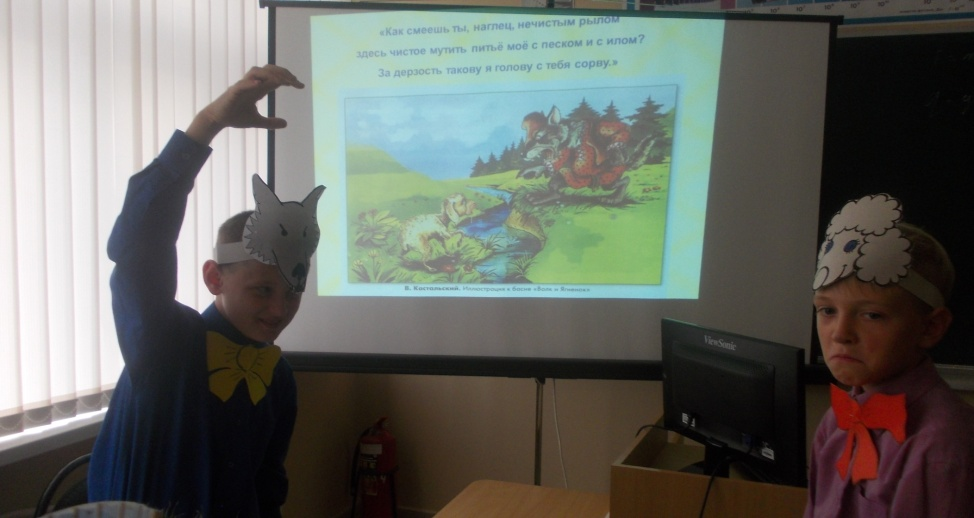 «Как смеешь ты, наглец, нечистым рылом
здесь чистое мутить питьё моё с песком и с илом?
За дерзость такову я голову с тебя сорву.»
Иллюстрация к басне «Волк и Ягнёнок»
ViewSonic